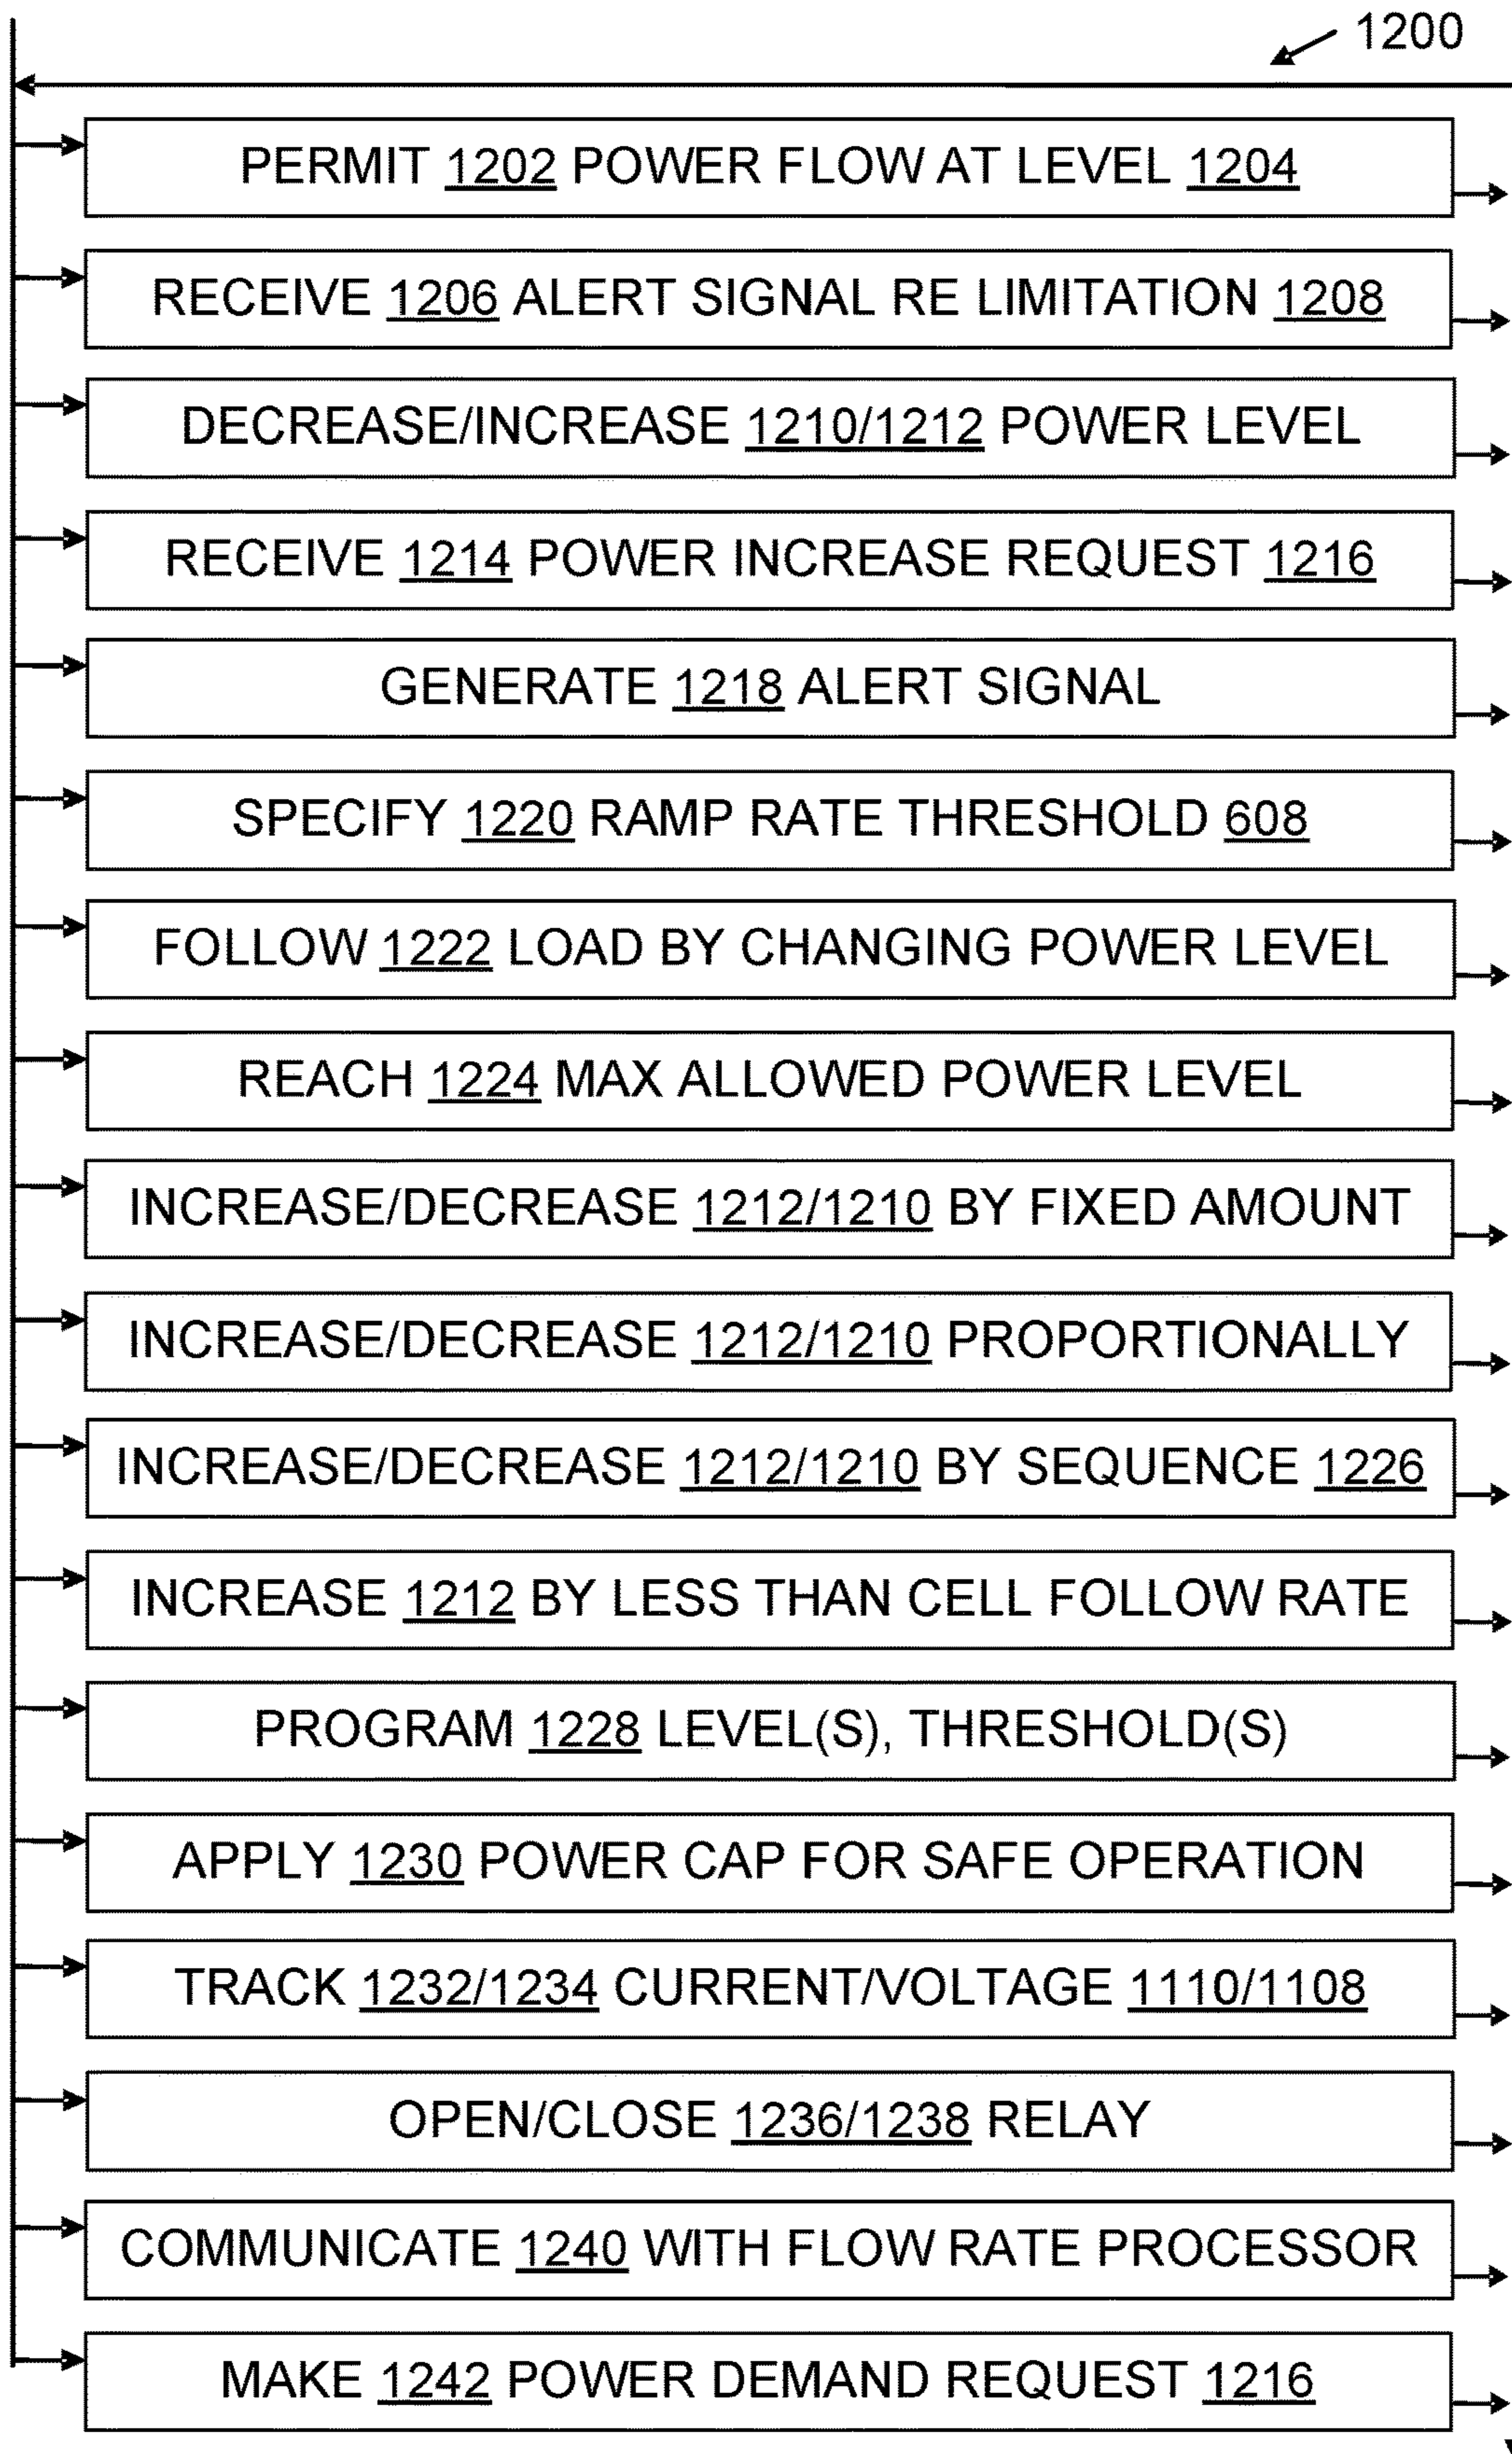 1200
PERMIT 1202 POWER FLOW AT LEVEL 1204
RECEIVE 1206 ALERT SIGNAL RE LIMITATION 1208
DECREASE/INCREASE 1210/1212 POWER LEVEL
RECEIVE 1214 POWER INCREASE REQUEST 1216
GENERATE 1218 ALERT SIGNAL
SPECIFY 1220 RAMP RATE THRESHOLD 608
FOLLOW 1222 LOAD BY CHANGING POWER LEVEL
REACH 1224 MAX ALLOWED POWER LEVEL
INCREASE/DECREASE 1212/1210 BY FIXED AMOUNT
INCREASE/DECREASE 1212/1210 PROPORTIONALLY
INCREASE/DECREASE 1212/1210 BY SEQUENCE 1226
INCREASE 1212 BY LESS THAN CELL FOLLOW RATE
PROGRAM 1228 LEVEL(S), THRESHOLD(S)
APPLY 1230 POWER CAP FOR SAFE OPERATION
TRACK 1232/1234 CURRENT/VOLTAGE 1110/1108
OPEN/CLOSE 1236/1238 RELAY
COMMUNICATE 1240 WITH FLOW RATE PROCESSOR
MAKE 1242 POWER DEMAND REQUEST 1216